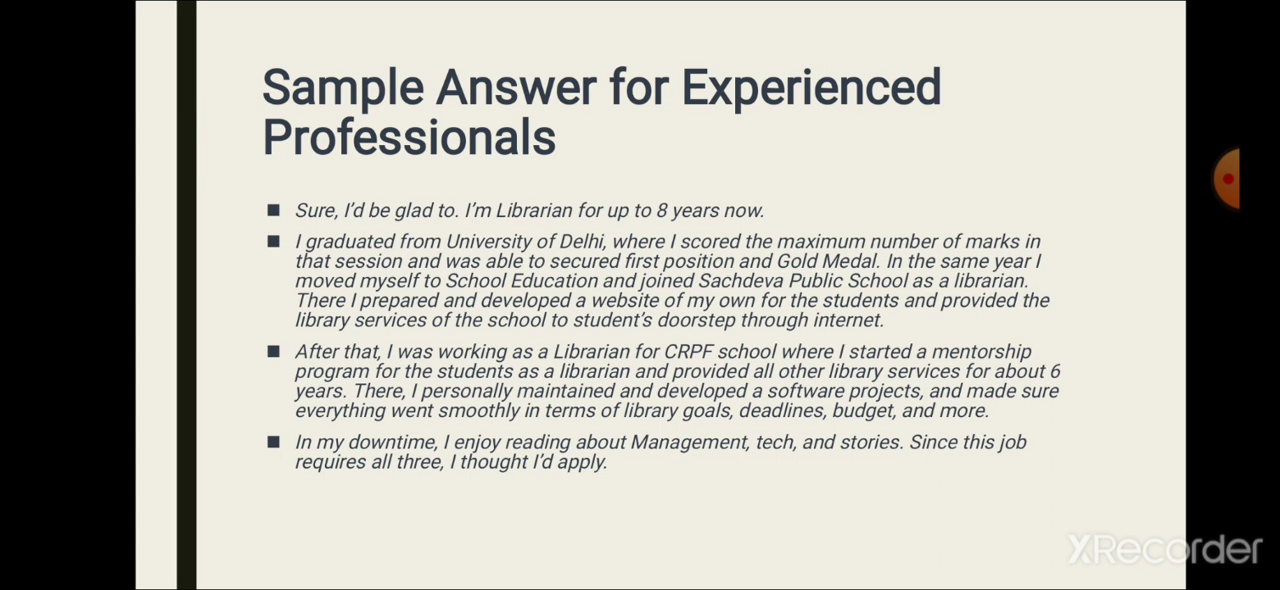 Sample Answer for Experienced
Professionals
■ Sure, I'd be glad to. I'm Librarian for up to 8 years now.
■ I graduated from University of Delhi, where I scored the maximum number of marks in
that session and was able to secured first position and Gold Medal. In the same year I
moved myself to School Education and joined Sachdeva Public School as a librarian.
There I prepared and developed a website of my own for the students and provided the
library services of the school to student's doorstep through internet.
■ After that, I was working as a Librarian for CRPF school where I started a mentorship
program for the students as a librarian and provided all other library services for about 6
years. There, I personally maintained and developed a software projects, and made sure
everything went smoothly in terms of library goals, deadlines, budget, and more.
■ In my downtime, I enjoy reading about Management, tech, and stories. Since this job
requires all three, I thought I'd apply.
XRecorder